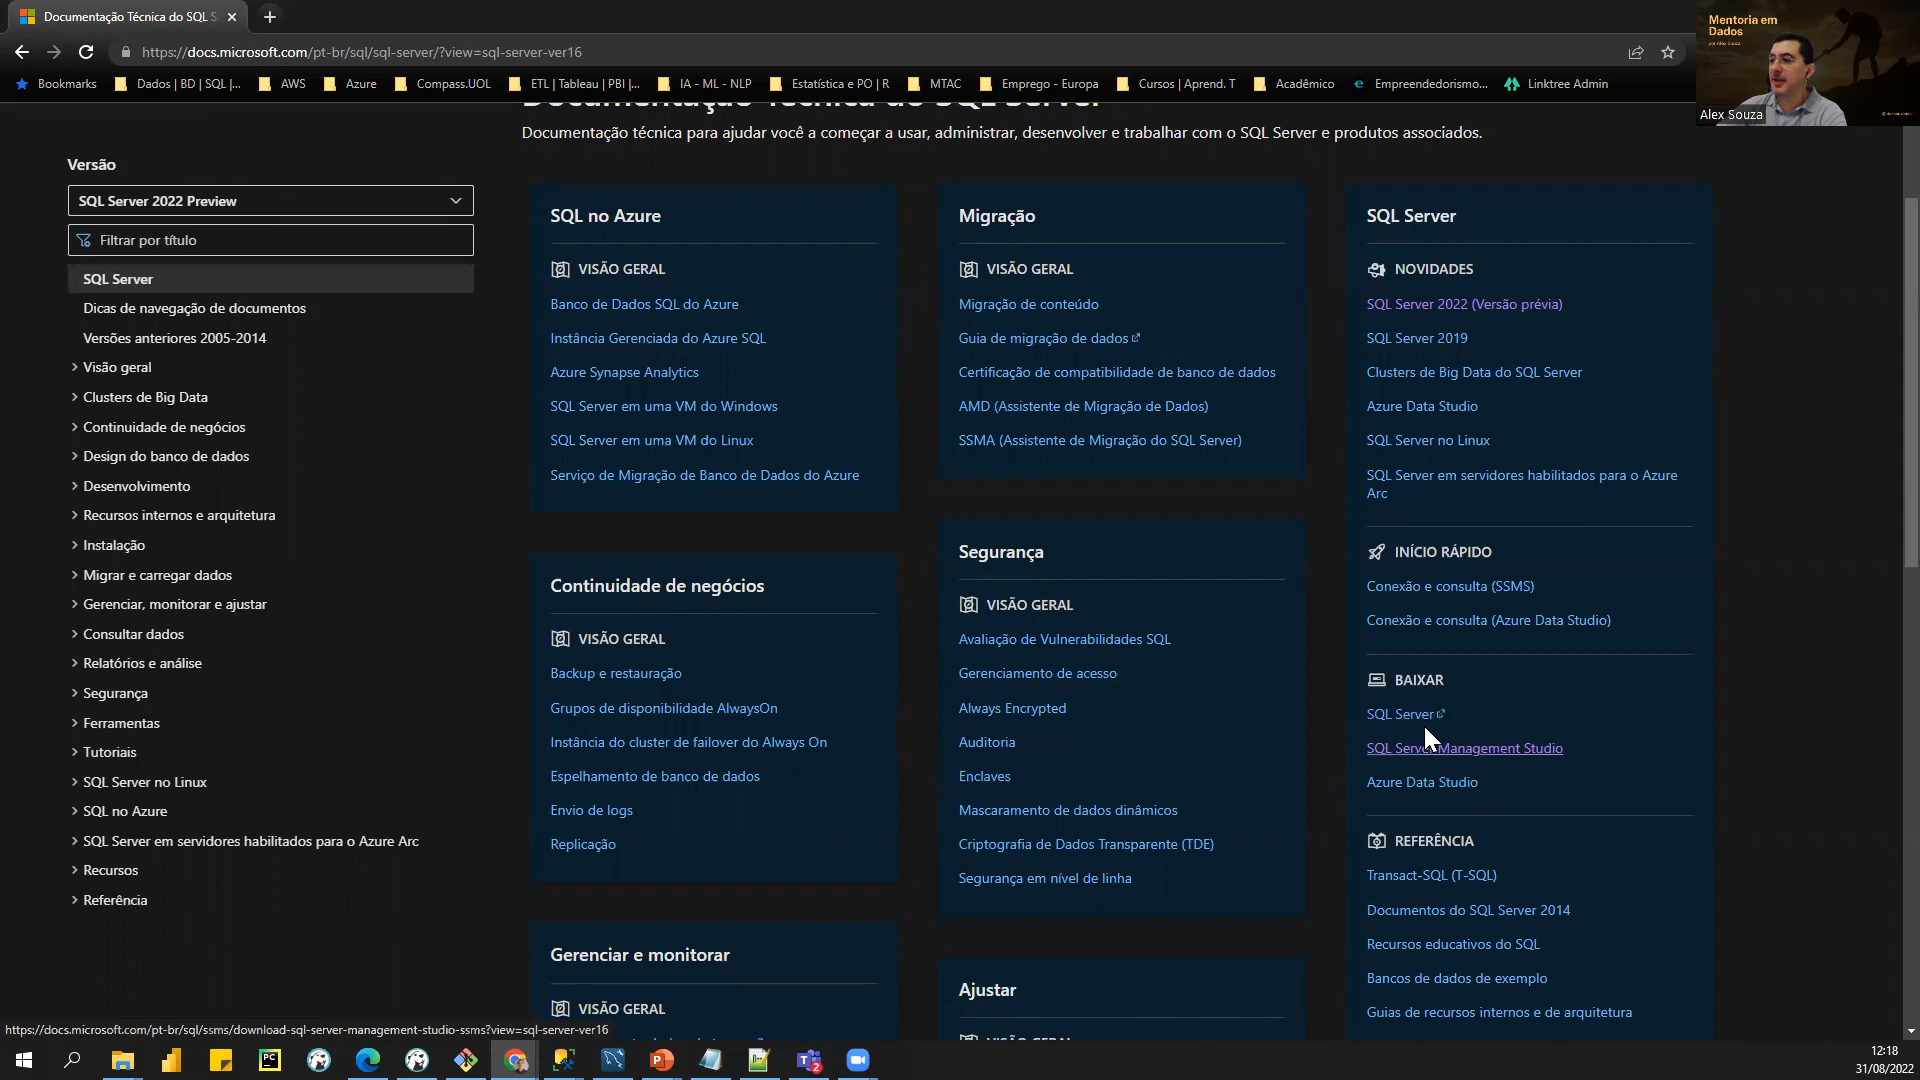 Documentação Técnica do SQL S
https://docs.microsoft.com/pt-br/sql/sql-server/?view=sql-server-ver16
Bookmarks
Dados | BD | SQL |...
AWS
Azure
Compass.UOL
ETL | Tableau | PBI |...
IA - ML - NLP
Estatística e PO | R
MTAC
Emprego - Europa
Cursos | Aprend. T
Acadêmico
Empreendedorismo...
Linktree Admin
Mentoria em
Dados
por Alex Souza
Alex Souza
Documentação Técnica do SQL Server
Documentação técnica para ajudar você a começar a usar, administrar, desenvolver e trabalhar com o SQL Server e produtos associados.
Versão
SQL Server 2022 Preview
Filtrar por título
SQL Server
Dicas de navegação de documentos
Versões anteriores 2005-2014
Visão geral
Clusters de Big Data
Continuidade de negócios
Design do banco de dados
Desenvolvimento
Recursos internos e arquitetura
Instalação
Migrar e carregar dados
Gerenciar, monitorar e ajustar
Consultar dados
Relatórios e análise
Segurança
Ferramentas
Tutoriais
SQL Server no Linux
SQL no Azure
SQL Server em servidores habilitados para o Azure Arc
Recursos
Referência
SQL no Azure
VISÃO GERAL
Banco de Dados SQL do Azure
Instância Gerenciada do Azure SQL
Azure Synapse Analytics
SQL Server em uma VM do Windows
SQL Server em uma VM do Linux
Serviço de Migração de Banco de Dados do Azure
Continuidade de negócios
VISÃO GERAL
Backup e restauração
Grupos de disponibilidade AlwaysOn
Instância do cluster de failover do Always On
Espelhamento de banco de dados
Envio de logs
Replicação
Gerenciar e monitorar
VISÃO GERAL
Migração
VISÃO GERAL
Migração de conteúdo
Guia de migração de dados
Certificação de compatibilidade de banco de dados
AMD (Assistente de Migração de Dados)
SSMA (Assistente de Migração do SQL Server)
Segurança
VISÃO GERAL
Avaliação de Vulnerabilidades SQL
Gerenciamento de acesso
Always Encrypted
Auditoria
Enclaves
Mascaramento de dados dinâmicos
Criptografia de Dados Transparente (TDE)
Segurança em nível de linha
Ajustar
VISÃO GERAL
SQL Server
NOVIDADES
SQL Server 2022 (Versão prévia)
SQL Server 2019
Clusters de Big Data do SQL Server
Azure Data Studio
SQL Server no Linux
SQL Server em servidores habilitados para o Azure
Arc
INÍCIO RÁPIDO
Conexão e consulta (SSMS)
Conexão e consulta (Azure Data Studio)
BAIXAR
SQL Server
SQL Server Management Studio
Azure Data Studio
REFERÊNCIA
Transact-SQL (T-SQL)
Documentos do SQL Server 2014
Recursos educativos do SQL
Bancos de dados de exemplo
Guias de recursos internos e de arquitetura
https://docs.microsoft.com/pt-br/sql/ssms/download-sql-server-management-studio-ssms?view=sql-server-ver16
PC
P
T
2
12:18
31/08/2022